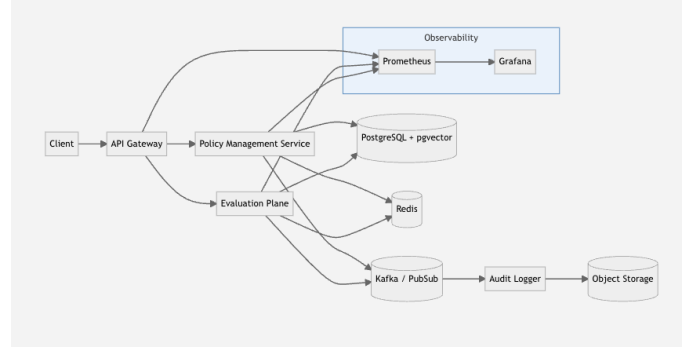 Observability
Prometheus
Grafana
PostgreSQL + pgvector
Client
API Gateway
Policy Management Service
Evaluation Plane
Redis
Kafka / PubSub
Audit Logger
Object Storage